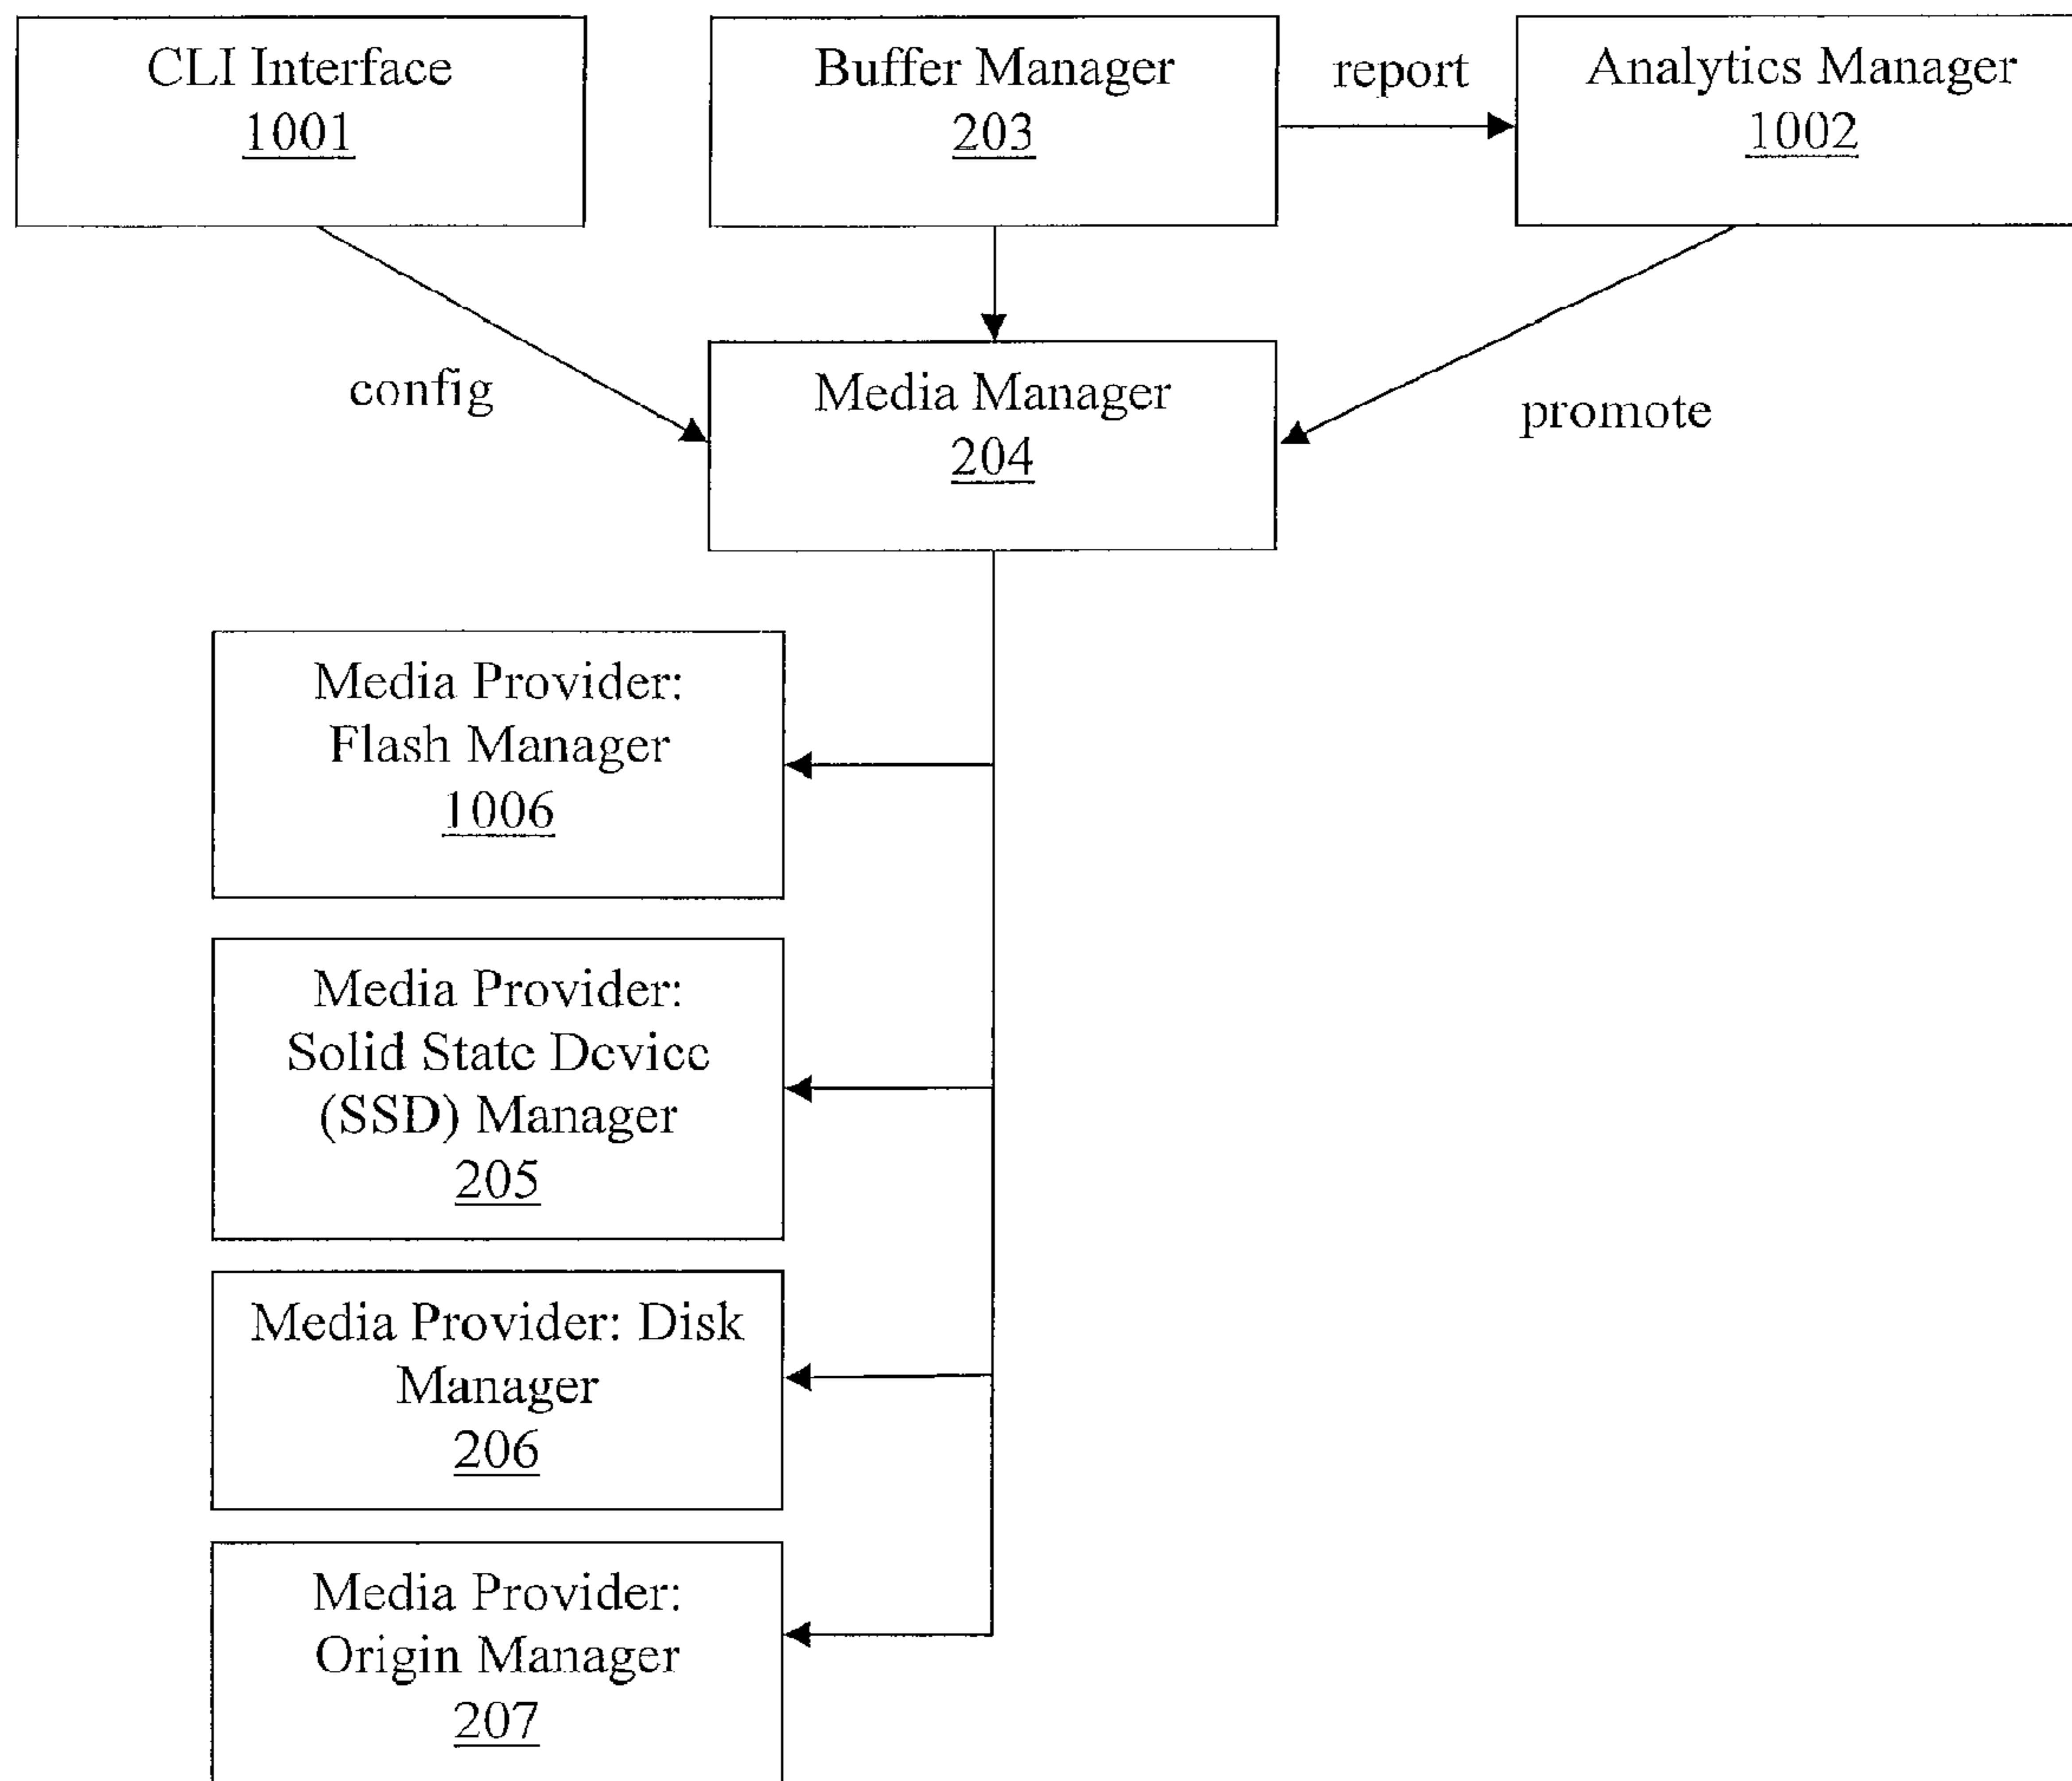 CLI Interface
1001
Buffer Manager
203
report
Analytics Manager
1002
config
Media Manager
204
promote
Media Provider:
Flash Manager
1006
Media Provider:
Solid State Device
(SSD) Manager
205
Media Provider: Disk
Manager
206
Media Provider:
Origin Manager
207